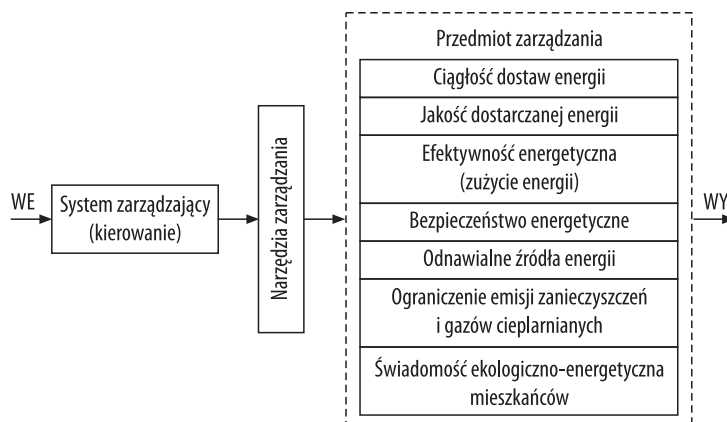 Przedmiot zarządzania
Ciągłość dostaw energii
Jakość dostarczanej energii
Efektywność energetyczna
(zużycie energii)
Bezpieczeństwo energetyczne
Odnawialne źródła energii
Ograniczenie emisji zanieczyszczeń
i gazów cieplarnianych
Świadomość ekologiczno-energetyczna
mieszkańców
WE
System zarządzający
(kierowanie)
Narzędzia zarządzania
WY